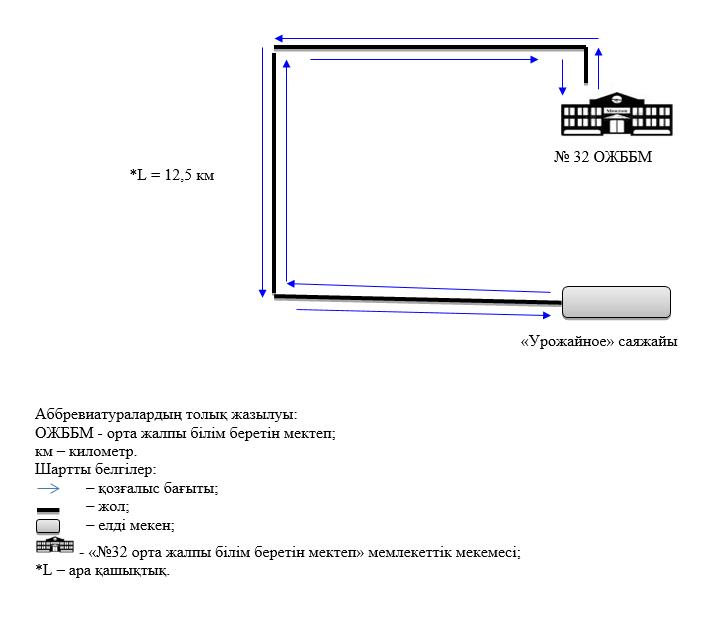 № 32 ОЖББМ
*L = 12,5 км
«Урожайное» саяжайы
Аббревиатуралардың толық жазылуы:
ОЖББМ - орта жалпы білім беретін мектеп;
км – километр.
Шартты белгілер:
– қозғалыс бағыты;
– жол;
– елді мекен;
- «№32 орта жалпы білім беретін мектеп» мемлекеттік мекемесі;
*L – ара қашықтық.